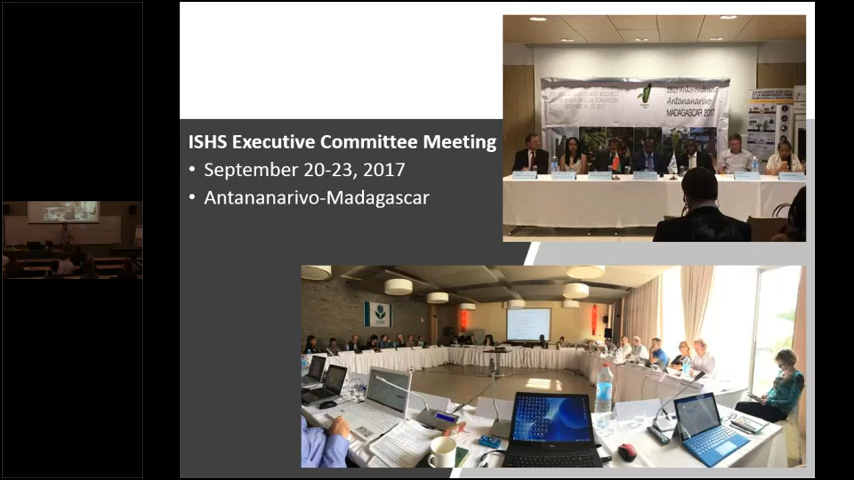 ISHS Executive Committee Meeting
• September 20-23, 2017
• Antananarivo-Madagascar
Antananarivo
MADAGASCAR 2017